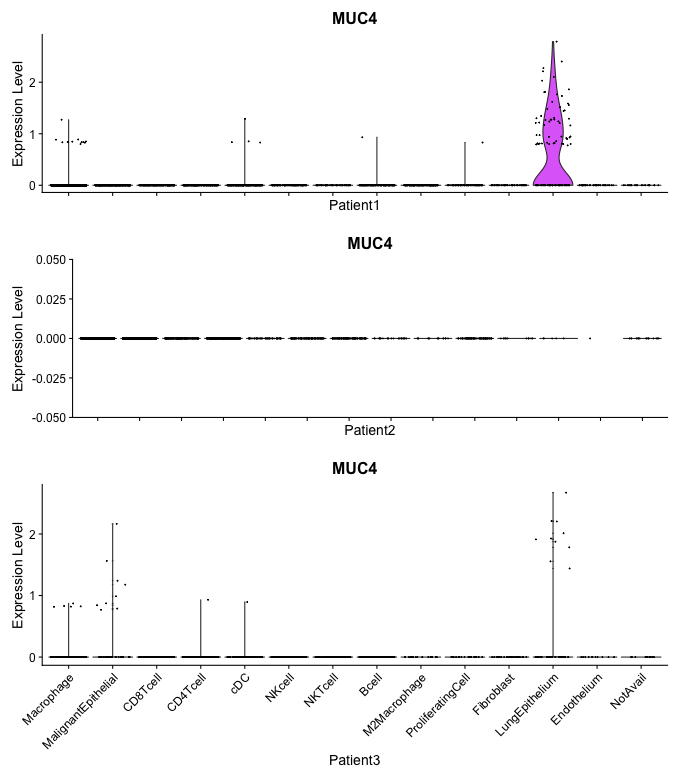 MUC4
Expression Level
2
1
0
Patient1
MUC4
Expression Level
0.050
0.025
0.000
-0.025
-0.050
Patient2
MUC4
Expression Level
2
1
0
Macrophage
MalignantEpithelial
CD8Tcell
CD4Tcell
cDC
NKcell
NKTcell
Bcell
M2Macrophage
ProliferatingCell
Fibroblast
LungEpithelium
Endothelium
NotAvail
Patient3